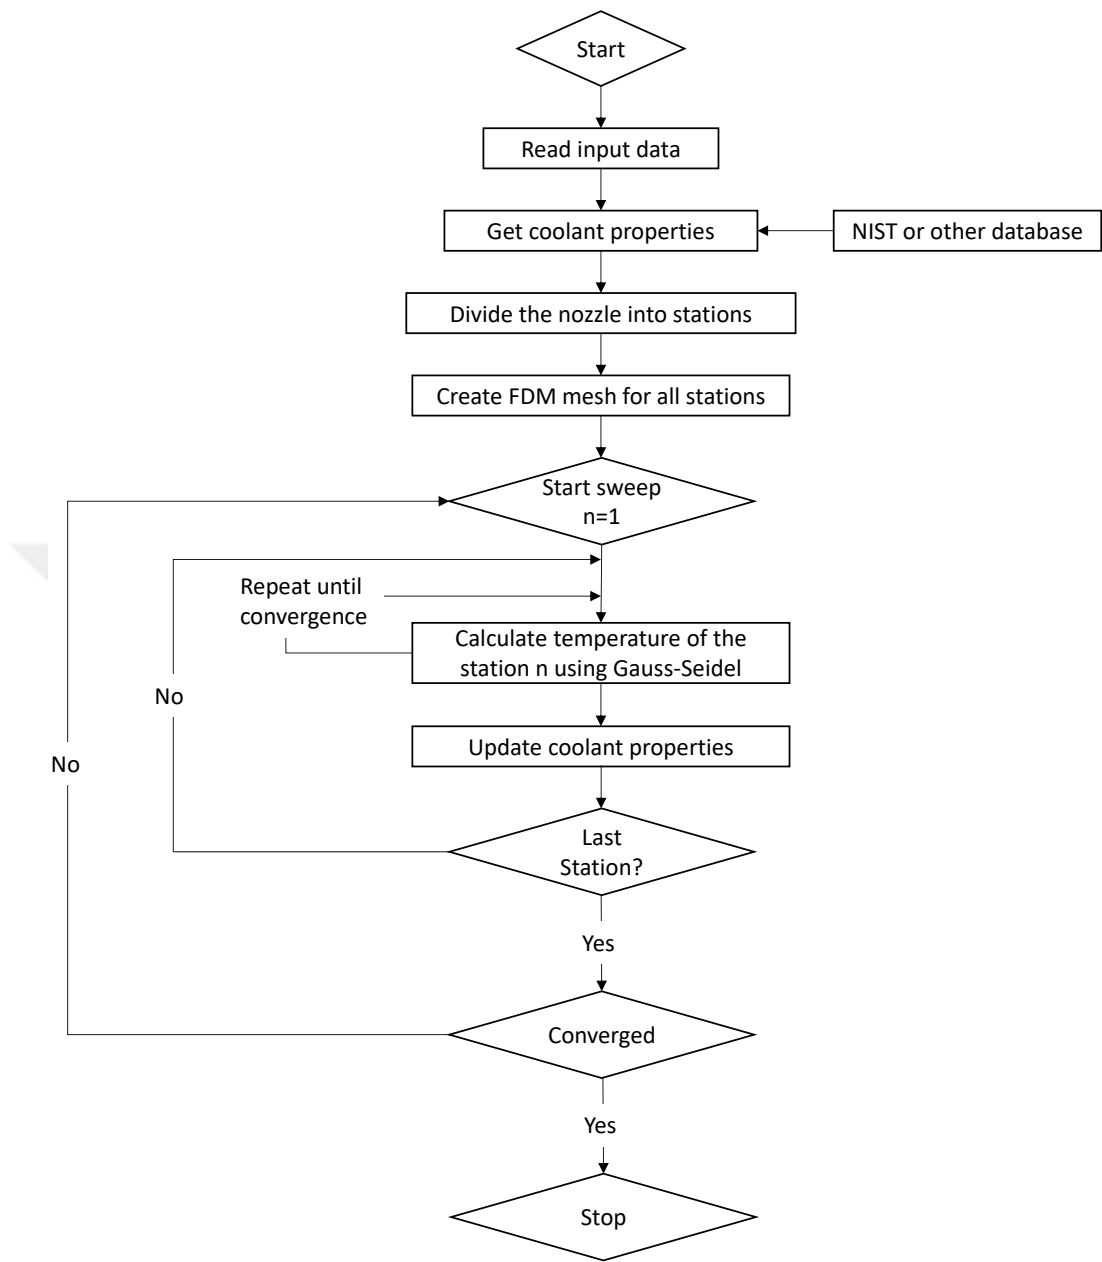 Start
Read input data
Get coolant properties
NIST or other database
Divide the nozzle into stations
Create FDM mesh for all stations
Start sweep
n=1
Repeat until
convergence
Calculate temperature of the
station n using Gauss-Seidel
No
Update coolant properties
No
Last
Station?
Yes
Converged
Yes
Stop